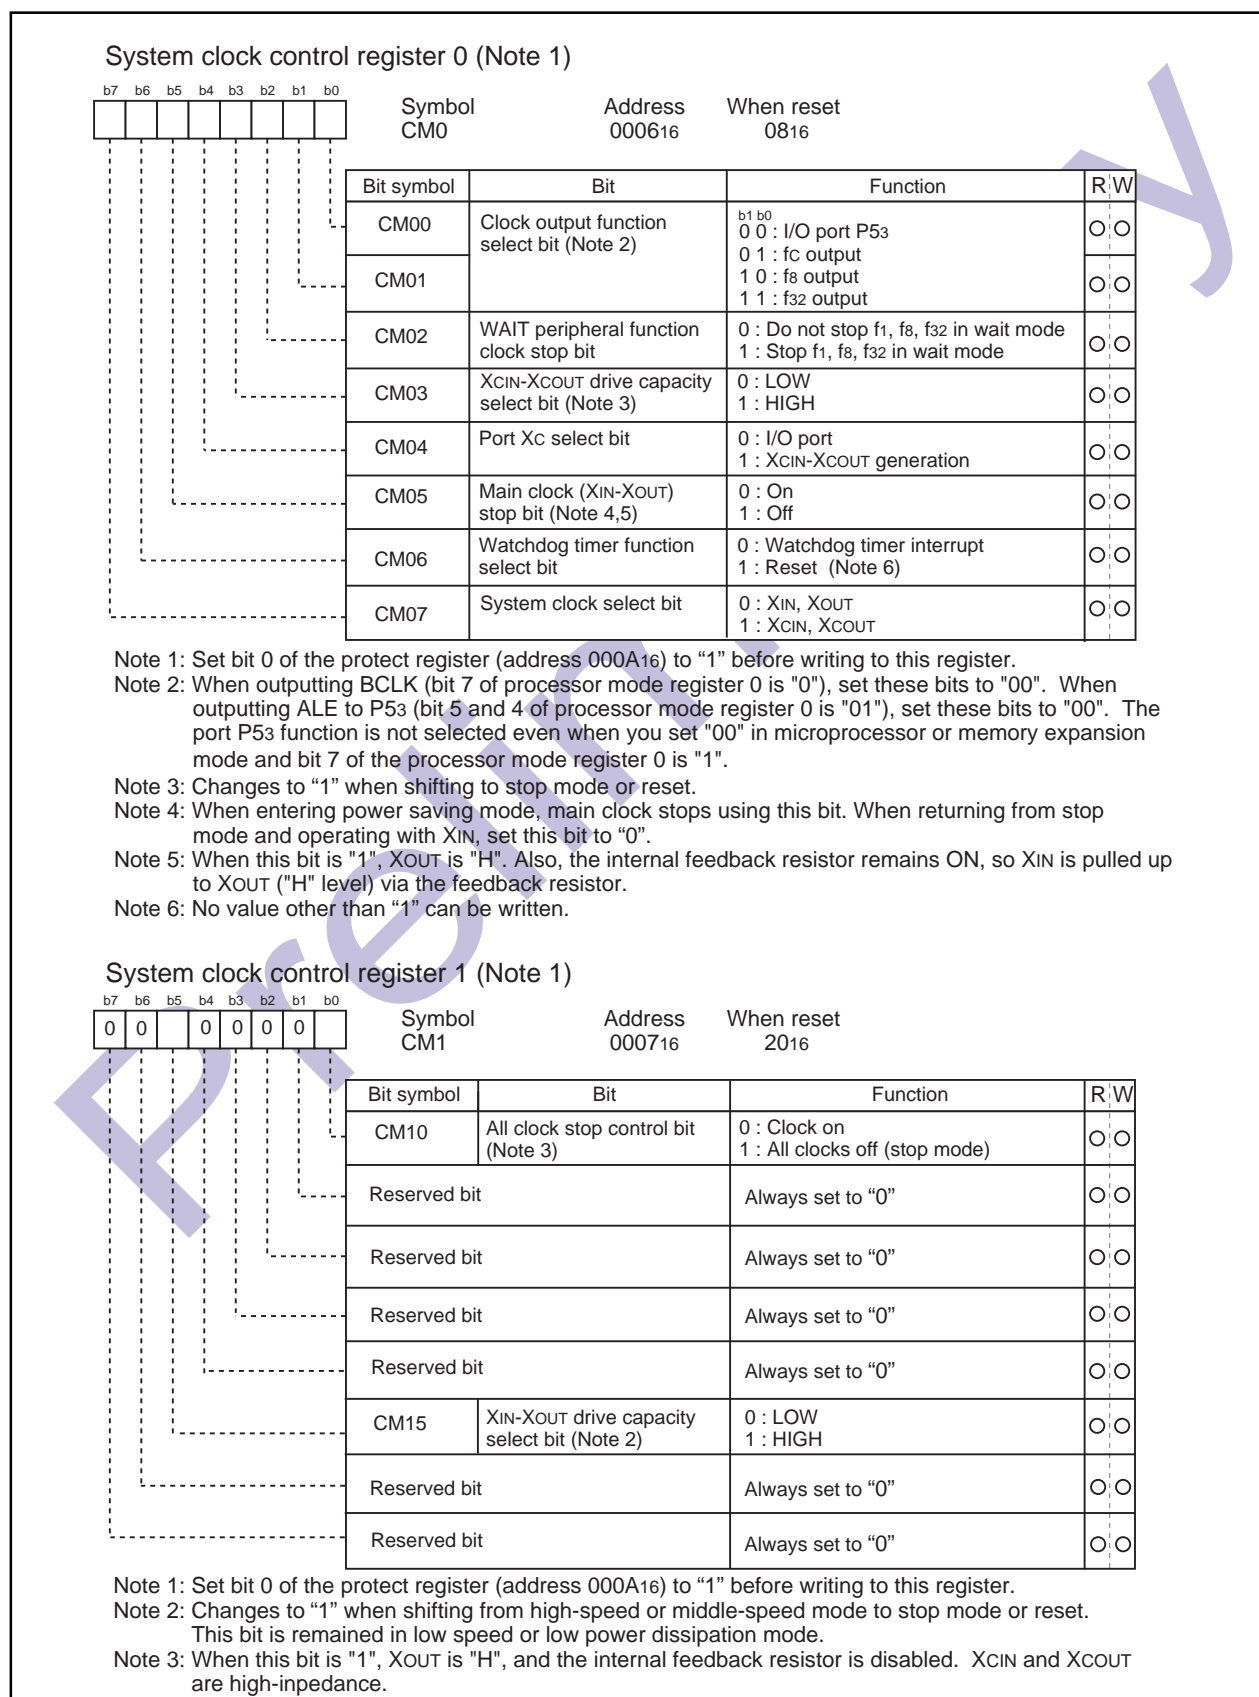 System clock control register 0 (Note 1)
b7 b6 b5 b4 b3 b2 b1 b0
Symbol Address When reset
CM0 000616 0816
Bit symbol Bit Function R W
CM00 Clock output function select bit (Note 2) b1 b0
0 0 : I/O port P53
0 1 : fC output
CM01 1 0 : f8 output
1 1 : f32 output
CM02 WAIT peripheral function 0 : Do not stop f1, f8, f32 in wait mode
clock stop bit 1 : Stop f1, f8, f32 in wait mode
CM03 XCIN-XCOUT drive capacity 0 : LOW
select bit (Note 3) 1 : HIGH
CM04 Port XC select bit 0 : I/O port
1 : XCIN-XCOUT generation
CM05 Main clock (XIN-XOUT) 0 : On
stop bit (Note 4,5) 1 : Off
CM06 Watchdog timer function 0 : Watchdog timer interrupt
select bit 1 : Reset (Note 6)
CM07 System clock select bit 0 : XIN, XOUT
1 : XCIN, XCOUT
Note 1: Set bit 0 of the protect register (address 000A16) to “1” before writing to this register.
Note 2: When outputting BCLK (bit 7 of processor mode register 0 is "0"), set these bits to "00". When
outputting ALE to P53 (bit 5 and 4 of processor mode register 0 is "01"), set these bits to "00". The
port P53 function is not selected even when you set "00" in microprocessor or memory expansion
mode and bit 7 of the processor mode register 0 is "1".
Note 3: Changes to “1” when shifting to stop mode or reset.
Note 4: When entering power saving mode, main clock stops using this bit. When returning from stop
mode and operating with XIN, set this bit to “0”.
Note 5: When this bit is "1", XOUT is "H". Also, the internal feedback resistor remains ON, so XIN is pulled up
to XOUT ("H" level) via the feedback resistor.
Note 6: No value other than “1” can be written.
System clock control register 1 (Note 1)
b7 b6 b5 b4 b3 b2 b1 b0
0 0 0 0 0 0
Symbol Address When reset
CM1 000716 2016
Bit symbol Bit Function R W
CM10 All clock stop control bit 0 : Clock on
(Note 3) 1 : All clocks off (stop mode)
Reserved bit Always set to “0”
Reserved bit Always set to “0”
Reserved bit Always set to “0”
Reserved bit Always set to “0”
CM15 XIN-XOUT drive capacity 0 : LOW
select bit (Note 2) 1 : HIGH
Reserved bit Always set to “0”
Reserved bit Always set to “0”
Note 1: Set bit 0 of the protect register (address 000A16) to “1” before writing to this register.
Note 2: Changes to “1” when shifting from high-speed or middle-speed mode to stop mode or reset.
This bit is remained in low speed or low power dissipation mode.
Note 3: When this bit is "1", XOUT is "H", and the internal feedback resistor is disabled. XCIN and XCOUT
are high-inpedance.